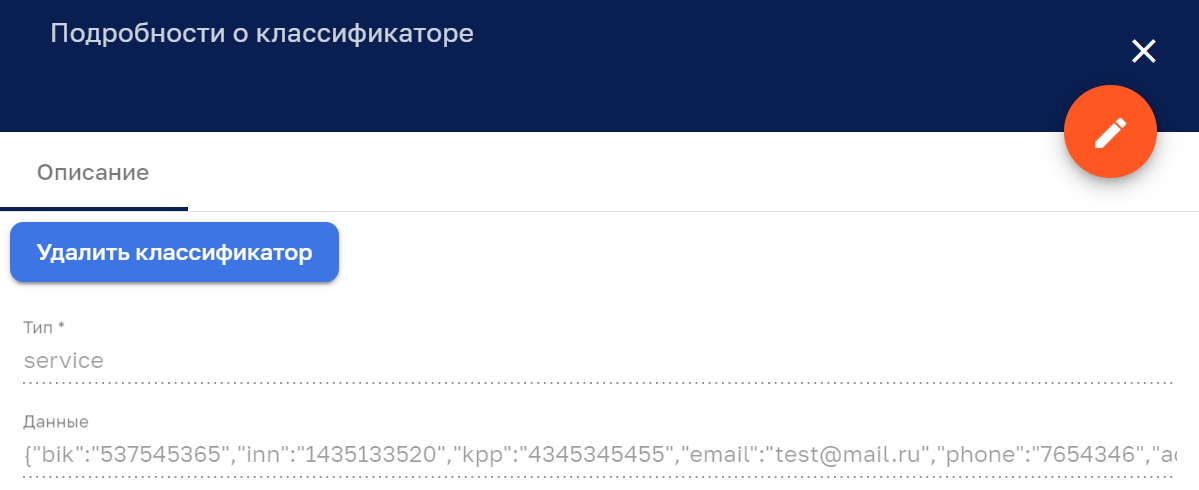 Подробности о классификаторе
Описание
Удалить классификатор
Тип *
service
Данные
{"bik":"537545365","inn":"1435133520","kpp":"4345345455","email":"test@mail.ru","phone":"7654346","a